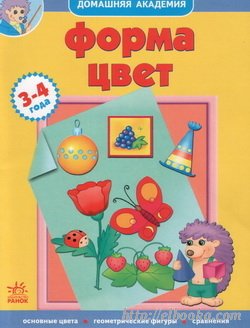 ДОМАШНЯЯ АКАДЕМИЯ
форма
цвет
3-4
года
РАНОК
основные цвета • геометрические фигуры • сравнения
http://elbooka.com